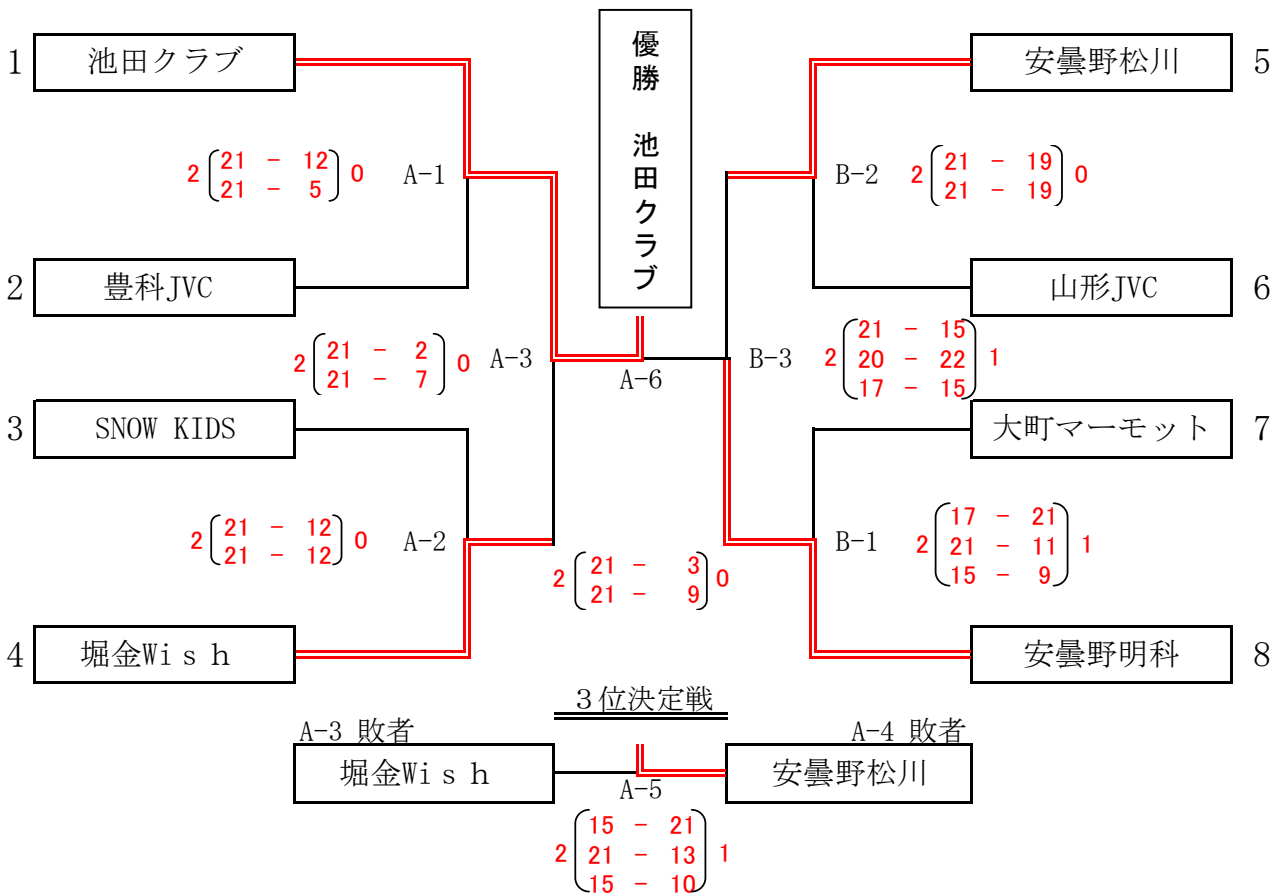 優勝 池田クラブ
1 池田クラブ
安曇野松川 5
2 21 - 12 0
21 - 5
A-1
B-2
2 21 - 19 0
21 - 19
2 豊科JVC
山形JVC 6
2 21 - 2 0
21 - 7
A-3
A-6
B-3
2 21 - 15 1
20 - 22
17 - 15
3 SNOW KIDS
大町マーモット 7
2 21 - 12 0
21 - 12
A-2
2 21 - 3 0
21 - 9
B-1
2 17 - 21 1
21 - 11
15 - 9
4 堀金Wish
安曇野明科 8
3位決定戦
A-3 敗者
A-4 敗者
堀金Wish
安曇野松川
A-5
2 15 - 21 1
21 - 13
15 - 10